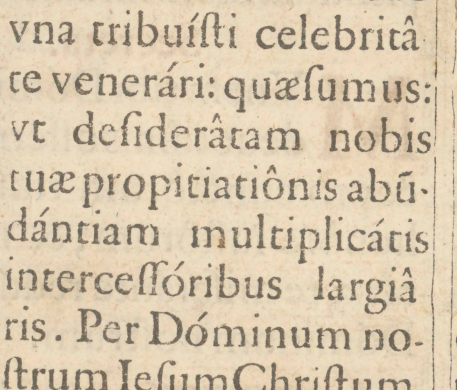 vna tribuíſti celebritâ
te venerári: quæſumus:
vt deſiderâtam nobis
tuæ propitiatiônis abū-
dántiam multiplicátis
interceſſóribus largiâ
ris. Per Dóminum no-
ſtrum Ieſum Chriſtum